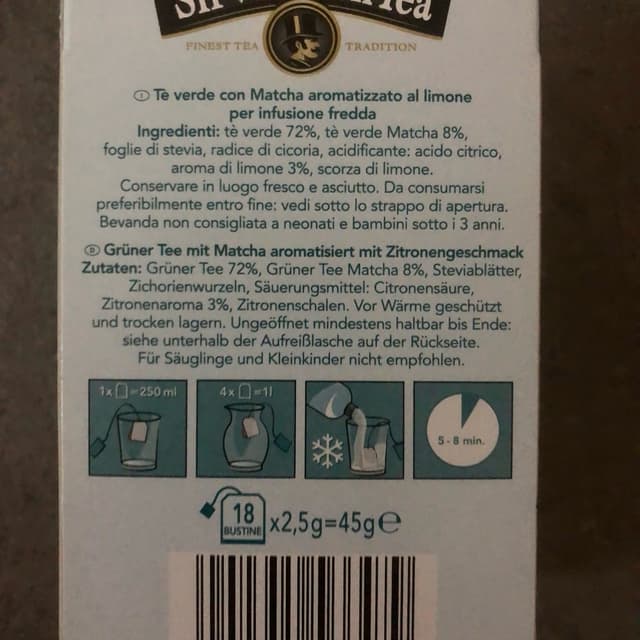 FINEST TEA TRADITION
I Tè verde con Matcha aromatizzato al limone
per infusione fredda
Ingredienti: tè verde 72%, tè verde Matcha 8%,
foglie di stevia, radice di cicoria, acidificante: acido citrico,
aroma di limone 3%, scorza di limone.
Conservare in luogo fresco e asciutto. Da consumarsi
preferibilmente entro fine: vedi sotto lo strappo di apertura.
Bevanda non consigliata a neonati e bambini sotto i 3 anni.
D Grüner Tee mit Matcha aromatisiert mit Zitronengeschmack
Zutaten: Grüner Tee 72%, Grüner Tee Matcha 8%, Steviablätter,
Zichorienwurzeln, Säuerungsmittel: Citronensäure,
Zitronenaroma 3%, Zitronenschalen. Vor Wärme geschützt
und trocken lagern. Ungeöffnet mindestens haltbar bis Ende:
siehe unterhalb der Aufreißlasche auf der Rückseite.
Für Säuglinge und Kleinkinder nicht empfohlen.
1x =250 ml
4x =1l
5 - 8 min.
18
BUSTINE
x2,5g=45g℮